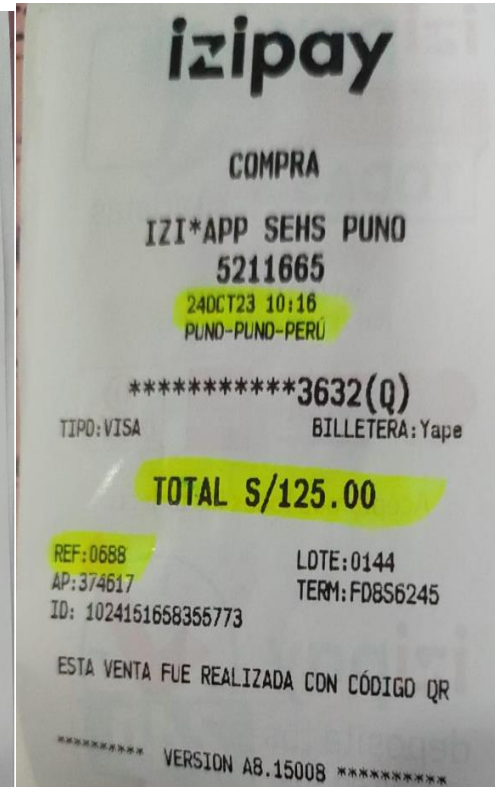 izipay
COMPRA
IZI*APP SEHS PUNO
5211665
24OCT23 10:16
PUNO-PUNO-PERÚ
***********3632(Q)
TIPO:VISA BILLETERA:Yape
TOTAL S/125.00
REF:0688 LOTE:0144
AP:374617 TERM:FD8S6245
ID: 1024151658355773
ESTA VENTA FUE REALIZADA CON CÓDIGO QR
********** VERSION A8.15008 **********